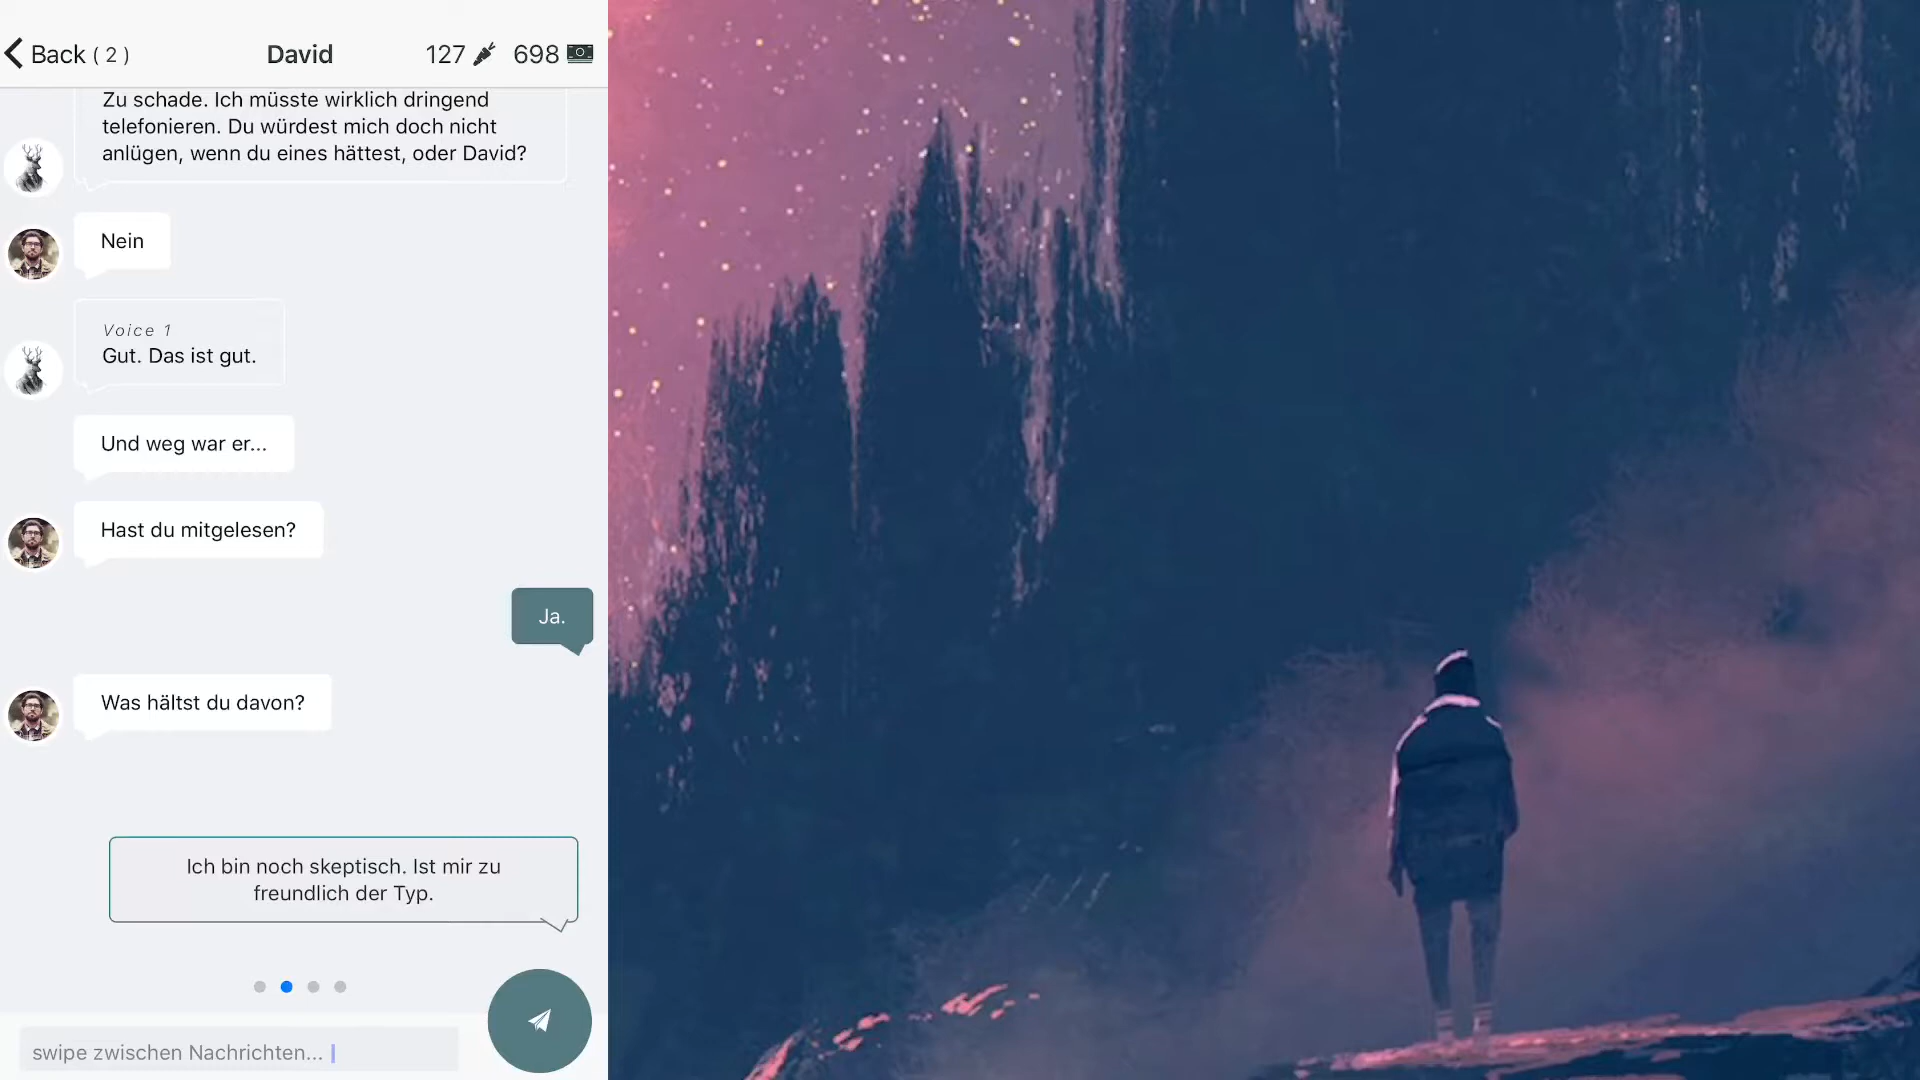 Back ( 2 )
David
127
698
Zu schade. Ich müsste wirklich dringend
telefonieren. Du würdest mich doch nicht
anlügen, wenn du eines hättest, oder David?
Nein
Voice 1
Gut. Das ist gut.
Und weg war er...
Hast du mitgelesen?
Ja.
Was hältst du davon?
Ich bin noch skeptisch. Ist mir zu
freundlich der Typ.
swipe zwischen Nachrichten...